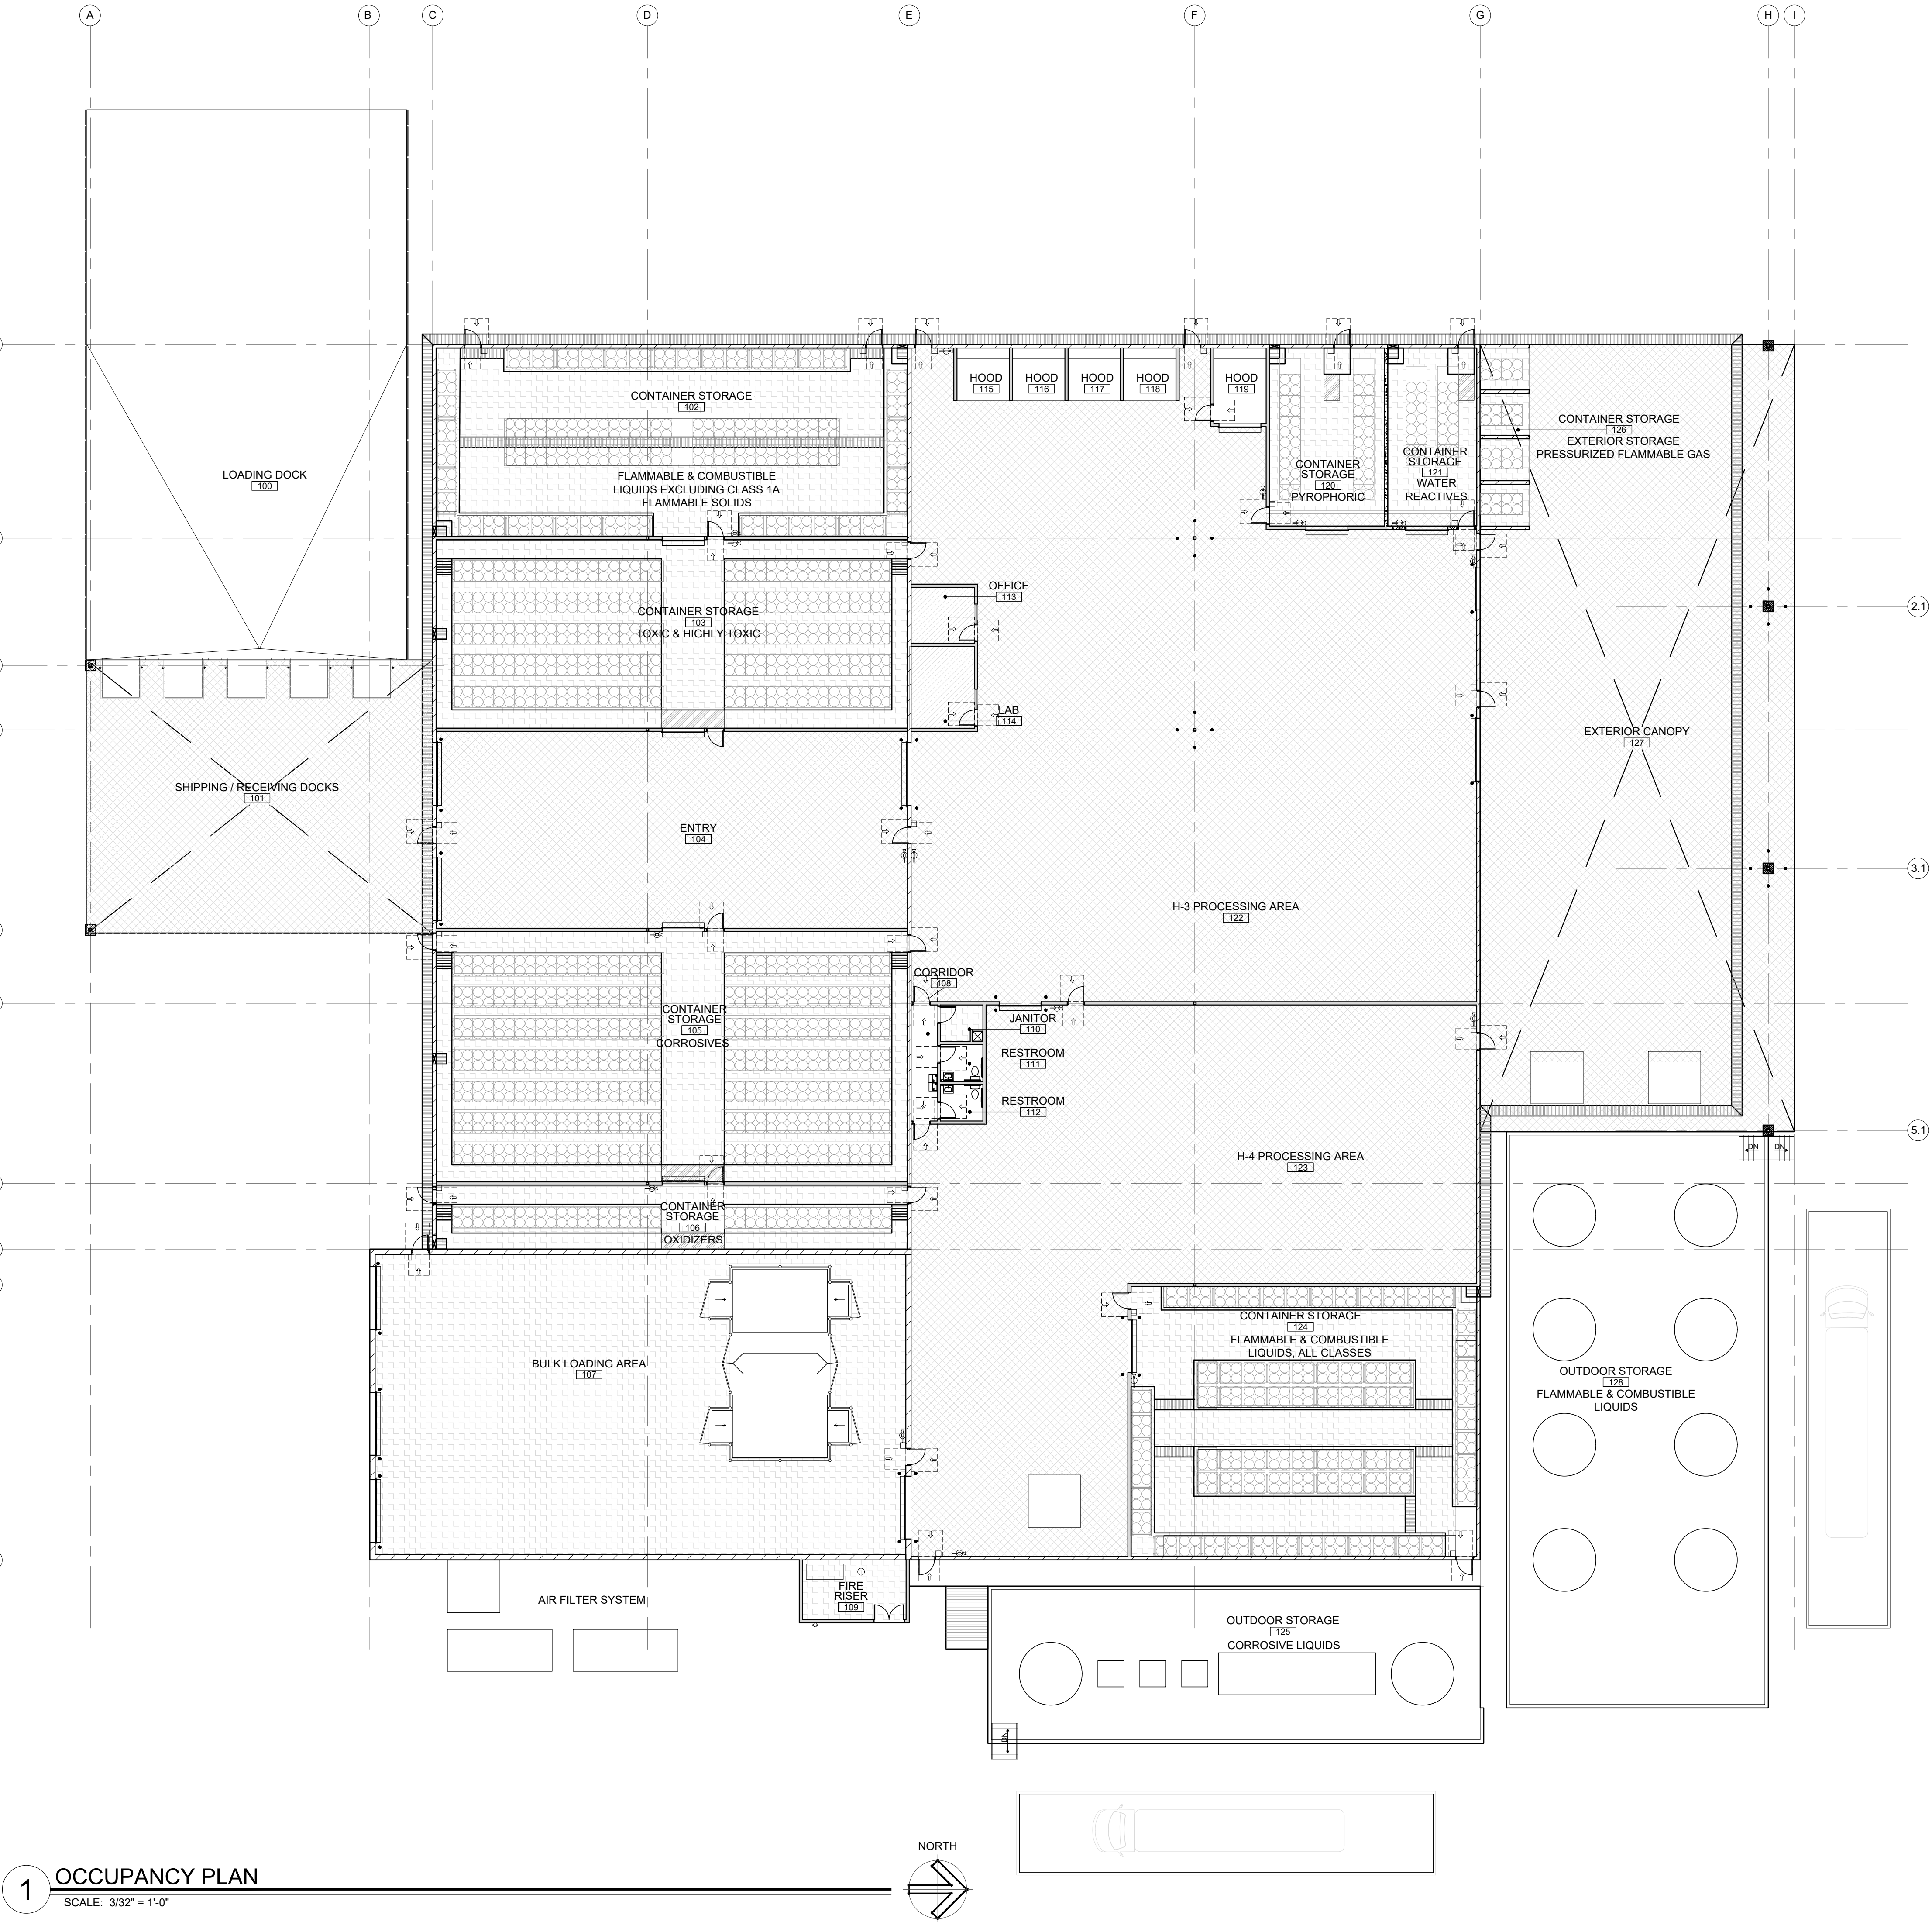 A
B
C
D
E
F
G
H
I
HOOD
115
HOOD
116
HOOD
117
HOOD
118
HOOD
119
CONTAINER STORAGE
102
FLAMMABLE & COMBUSTIBLE
LIQUIDS EXCLUDING CLASS 1A
FLAMMABLE SOLIDS
CONTAINER STORAGE
126
EXTERIOR STORAGE
PRESSURIZED FLAMMABLE GAS
CONTAINER
STORAGE
120
PYROPHORIC
CONTAINER
STORAGE
121
WATER
REACTIVES
LOADING DOCK
100
OFFICE
113
CONTAINER STORAGE
103
TOXIC & HIGHLY TOXIC
2.1
LAB
114
EXTERIOR CANOPY
127
SHIPPING / RECEIVING DOCKS
101
ENTRY
104
3.1
H-3 PROCESSING AREA
122
CORRIDOR
108
CONTAINER
STORAGE
105
CORROSIVES
JANITOR
110
RESTROOM
111
RESTROOM
112
5.1
DN
DN
H-4 PROCESSING AREA
123
CONTAINER
STORAGE
106
OXIDIZERS
CONTAINER STORAGE
124
FLAMMABLE & COMBUSTIBLE
LIQUIDS, ALL CLASSES
BULK LOADING AREA
107
OUTDOOR STORAGE
128
FLAMMABLE & COMBUSTIBLE
LIQUIDS
FIRE
RISER
109
AIR FILTER SYSTEM
OUTDOOR STORAGE
125
CORROSIVE LIQUIDS
DN
NORTH
1
OCCUPANCY PLAN
SCALE: 3/32" = 1'-0"